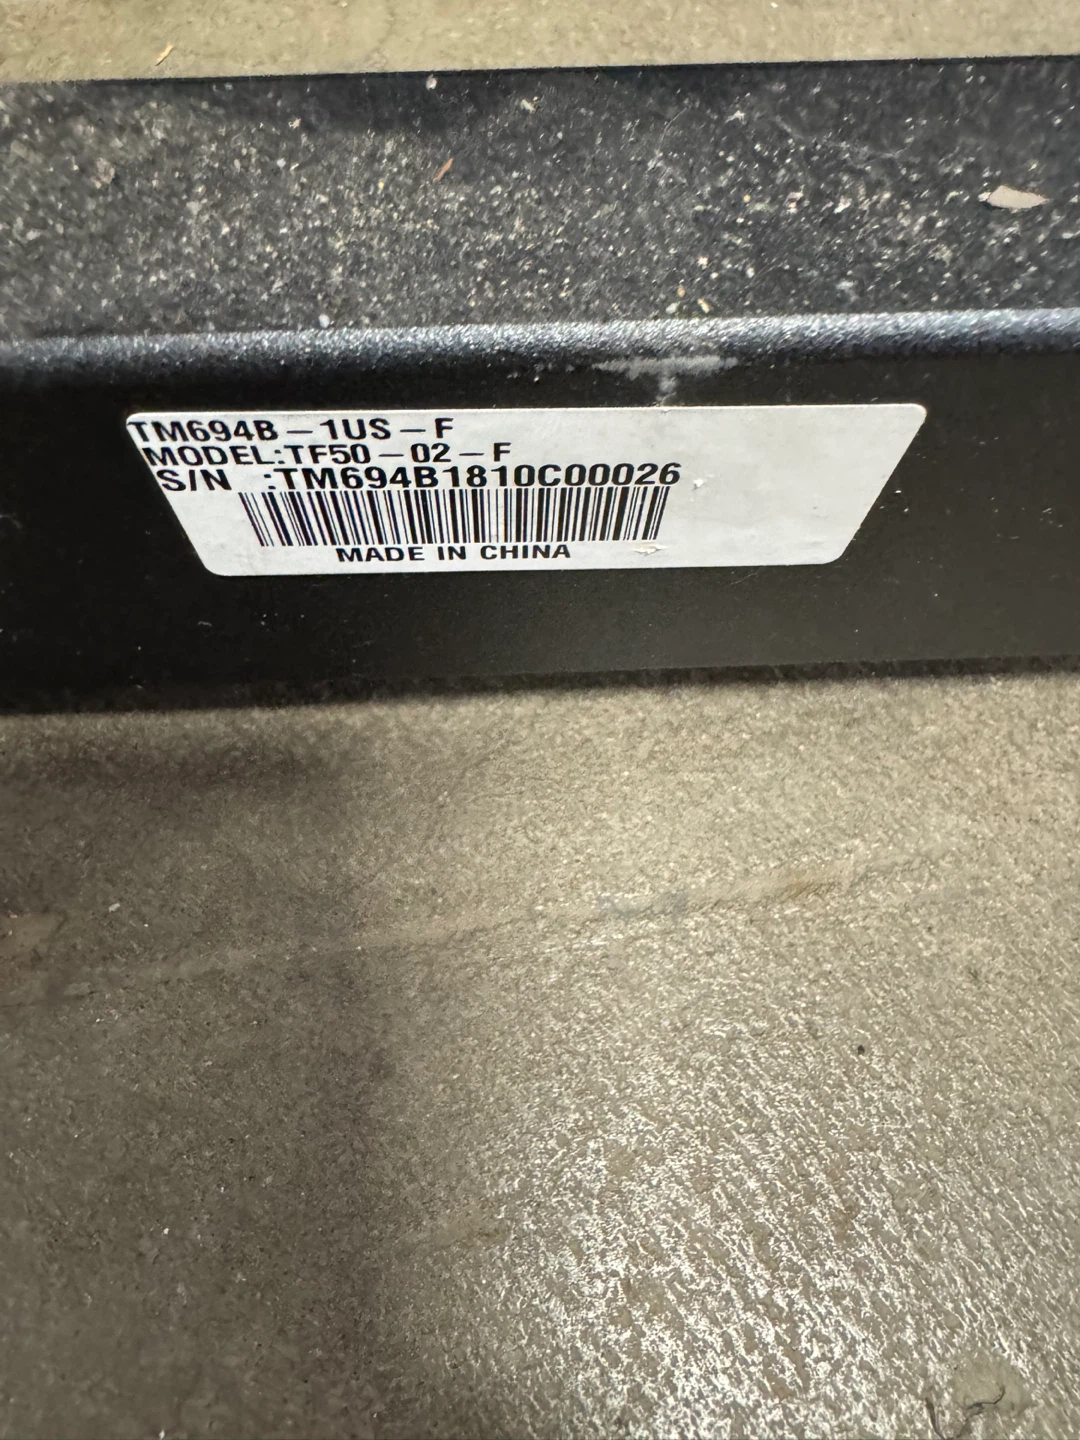 TM694B-1US-F
MODEL:TF50-02-F
S/N :TM694B1810C00026
MADE IN CHINA